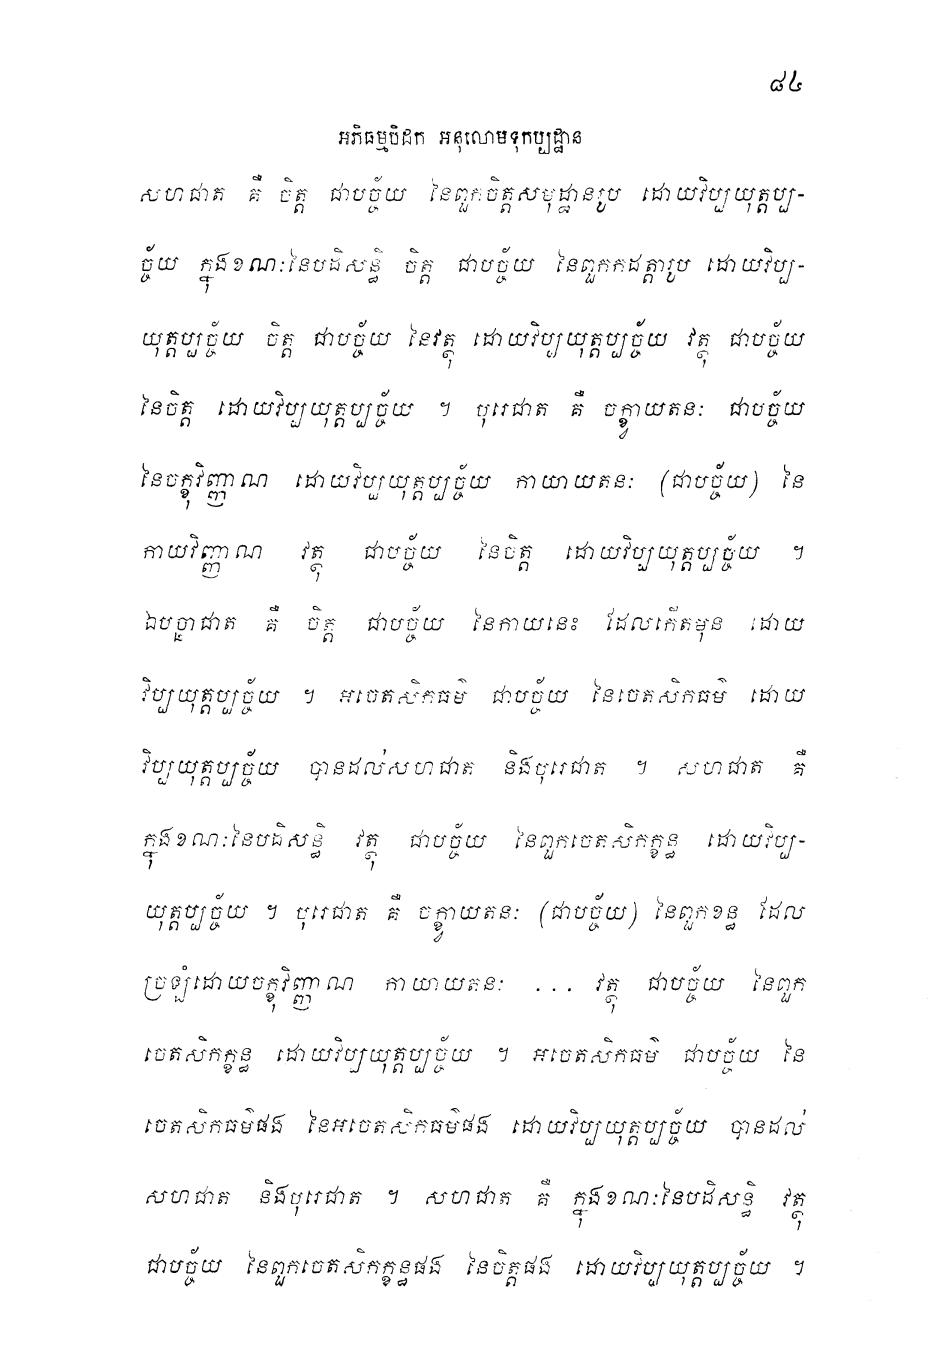 ៨៤
អភិធម្មបិដក អនុលោមទុកប្បដ្ឋាន
សហជាត គឺ ចិត្ត ជាបច្ច័យ នៃពួកចិត្តសមុដ្ឋានរូប ដោយវិប្បយុត្តប្ប-
ច្ច័យ ក្នុងខណៈនៃបដិសន្ធិ ចិត្ត ជាបច្ច័យ នៃពួកកដត្តារូប ដោយវិប្ប-
យុត្តប្បច្ច័យ ចិត្ត ជាបច្ច័យ នៃវត្ថុ ដោយវិប្បយុត្តប្បច្ច័យ វត្ថុ ជាបច្ច័យ
នៃចិត្ត ដោយវិប្បយុត្តប្បច្ច័យ ។ បុរេជាត គឺ ចក្ខ្វាយតនៈ ជាបច្ច័យ
នៃចក្ខុវិញ្ញាណ ដោយវិប្បយុត្តប្បច្ច័យ កាយាយតនៈ (ជាបច្ច័យ) នៃ
កាយវិញ្ញាណ វត្ថុ ជាបច្ច័យ នៃចិត្ត ដោយវិប្បយុត្តប្បច្ច័យ ។
ឯបច្ឆាជាត គឺ ចិត្ត ជាបច្ច័យ នៃកាយនេះ ដែលកើតមុន ដោយ
វិប្បយុត្តប្បច្ច័យ ។ អចេតសិកធម៌ ជាបច្ច័យ នៃចេតសិកធម៌ ដោយ
វិប្បយុត្តប្បច្ច័យ បានដល់សហជាត និងបុរេជាត ។ សហជាត គឺ
ក្នុងខណៈនៃបដិសន្ធិ វត្ថុ ជាបច្ច័យ នៃពួកចេតសិកក្ខន្ធ ដោយវិប្ប-
យុត្តប្បច្ច័យ ។ បុរេជាត គឺ ចក្ខ្វាយតនៈ (ជាបច្ច័យ) នៃពួកខន្ធ ដែល
ច្រឡំដោយចក្ខុវិញ្ញាណ កាយាយតនៈ ... វត្ថុ ជាបច្ច័យ នៃពួក
ចេតសិកក្ខន្ធ ដោយវិប្បយុត្តប្បច្ច័យ ។ អចេតសិកធម៌ ជាបច្ច័យ នៃ
ចេតសិកធម៌ផង នៃអចេតសិកធម៌ផង ដោយវិប្បយុត្តប្បច្ច័យ បានដល់
សហជាត និងបុរេជាត ។ សហជាត គឺ ក្នុងខណៈនៃបដិសន្ធិ វត្ថុ
ជាបច្ច័យ នៃពួកចេតសិកក្ខន្ធផង នៃចិត្តផង ដោយវិប្បយុត្តប្បច្ច័យ ។